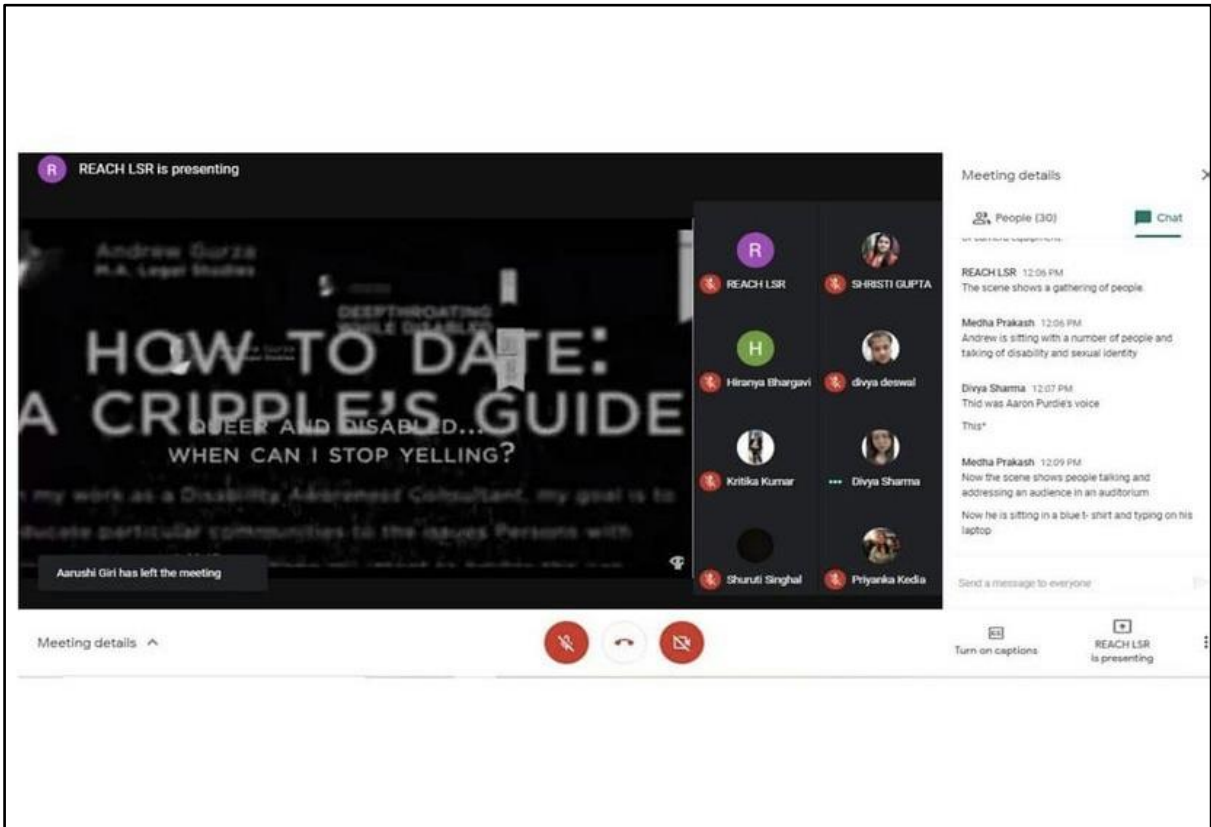 R
REACH LSR is presenting
Andrew Gurza
M.A. Legal Studies
DEEPTHROATING
WHILE DISABLED
HOW TO DATE:
A CRIPPLE'S GUIDE
QUEER AND DISABLED...
WHEN CAN I STOP YELLING?
my work as a Disability Awareness Consultant, my goal is to
educate particular communities to the issues Persons with
Aarushi Giri has left the meeting
R
REACH LSR
SHRISTI GUPTA
H
Hiranya Bhargavi
divya deswal
Kritika Kumar
Divya Sharma
Shuruti Singhal
Priyanka Kedia
Meeting details
People (30)
Chat
REACH LSR 12:06 PM
The scene shows a gathering of people.
Medha Prakash 12:06 PM
Andrew is sitting with a number of people and
talking of disability and sexual identity
Divya Sharma 12:07 PM
Thid was Aaron Purdie's voice
This*
Medha Prakash 12:09 PM
Now the scene shows people talking and
addressing an audience in an auditorium
Now he is sitting in a blue t- shirt and typing on his
laptop
Send a message to everyone
Meeting details
Turn on captions
REACH LSR
is presenting